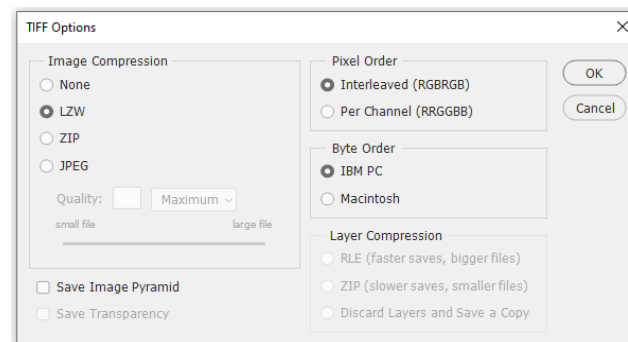 TIFF Options
Image Compression
None
LZW
ZIP
JPEG
Quality:
Maximum
small file
large file
Save Image Pyramid
Save Transparency
Pixel Order
Interleaved (RGBRGB)
Per Channel (RRGGBB)
Byte Order
IBM PC
Macintosh
Layer Compression
RLE (faster saves, bigger files)
ZIP (slower saves, smaller files)
Discard Layers and Save a Copy
OK
Cancel